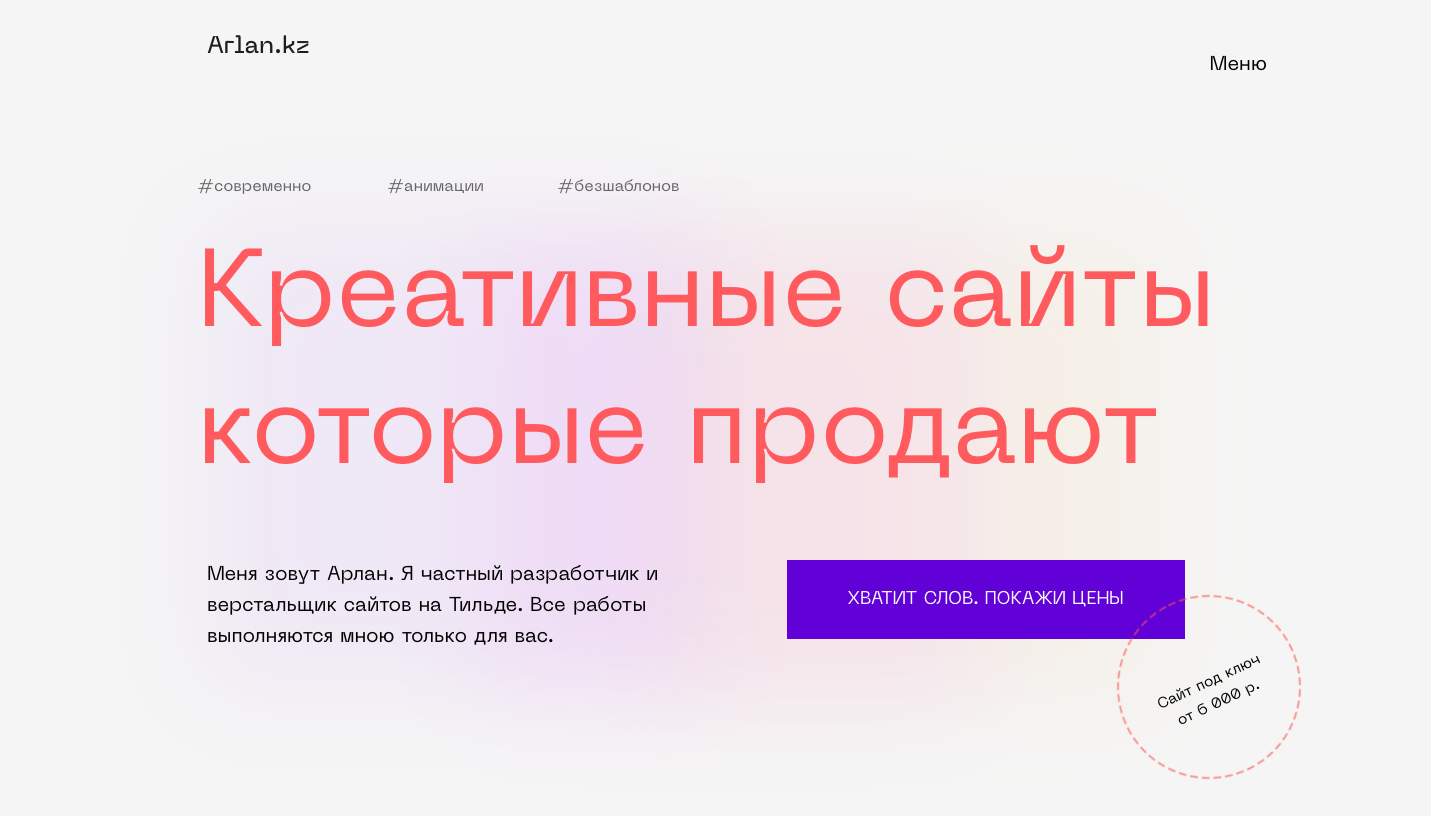 Arlan.kz
Меню
#современно #анимации #безшаблонов
Креативные сайты
которые продают
Меня зовут Арлан. Я частный разработчик и
верстальщик сайтов на Тильде. Все работы
выполняются мною только для вас.
ХВАТИТ СЛОВ. ПОКАЖИ ЦЕНЫ
Сайт под ключ
от 6 000 р.